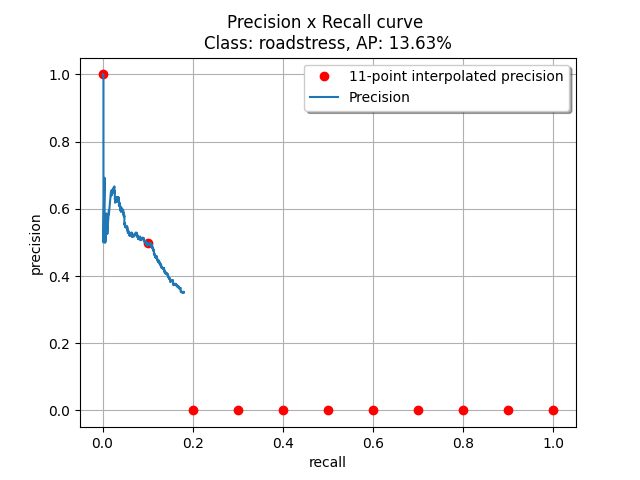 Precision x Recall curve
Class: roadstress, AP: 13.63%
11-point interpolated precision
Precision
1.0
0.8
0.6
0.4
0.2
0.0
precision
0.0 0.2 0.4 0.6 0.8 1.0
recall